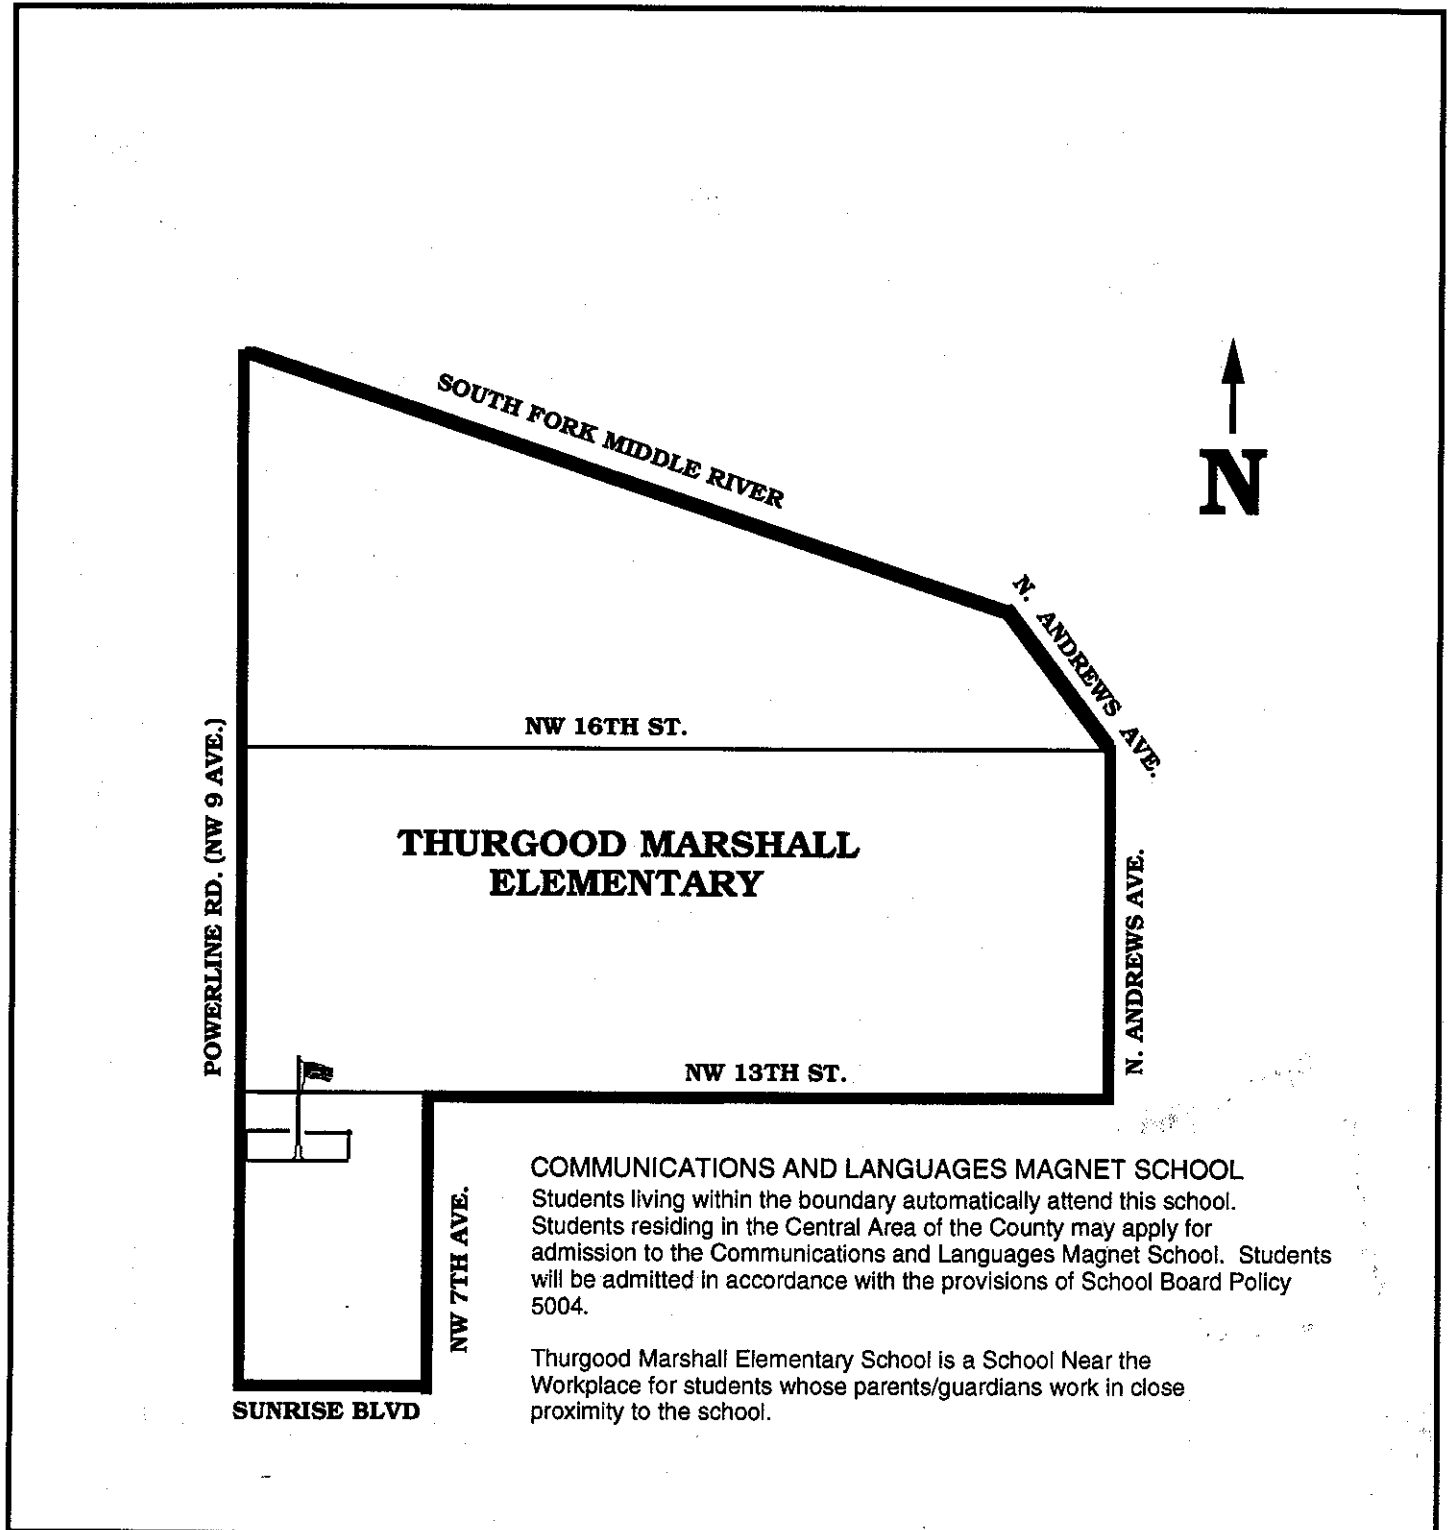 SOUTH FORK MIDDLE RIVER
N
N. ANDREWS AVE.
NW 16TH ST.
POWERLINE RD. (NW 9 AVE.)
THURGOOD MARSHALL
ELEMENTARY
N. ANDREWS AVE.
NW 13TH ST.
COMMUNICATIONS AND LANGUAGES MAGNET SCHOOL
Students living within the boundary automatically attend this school.
Students residing in the Central Area of the County may apply for
admission to the Communications and Languages Magnet School. Students
will be admitted in accordance with the provisions of School Board Policy
5004.
NW 7TH AVE.
Thurgood Marshall Elementary School is a School Near the
Workplace for students whose parents/guardians work in close
proximity to the school.
SUNRISE BLVD